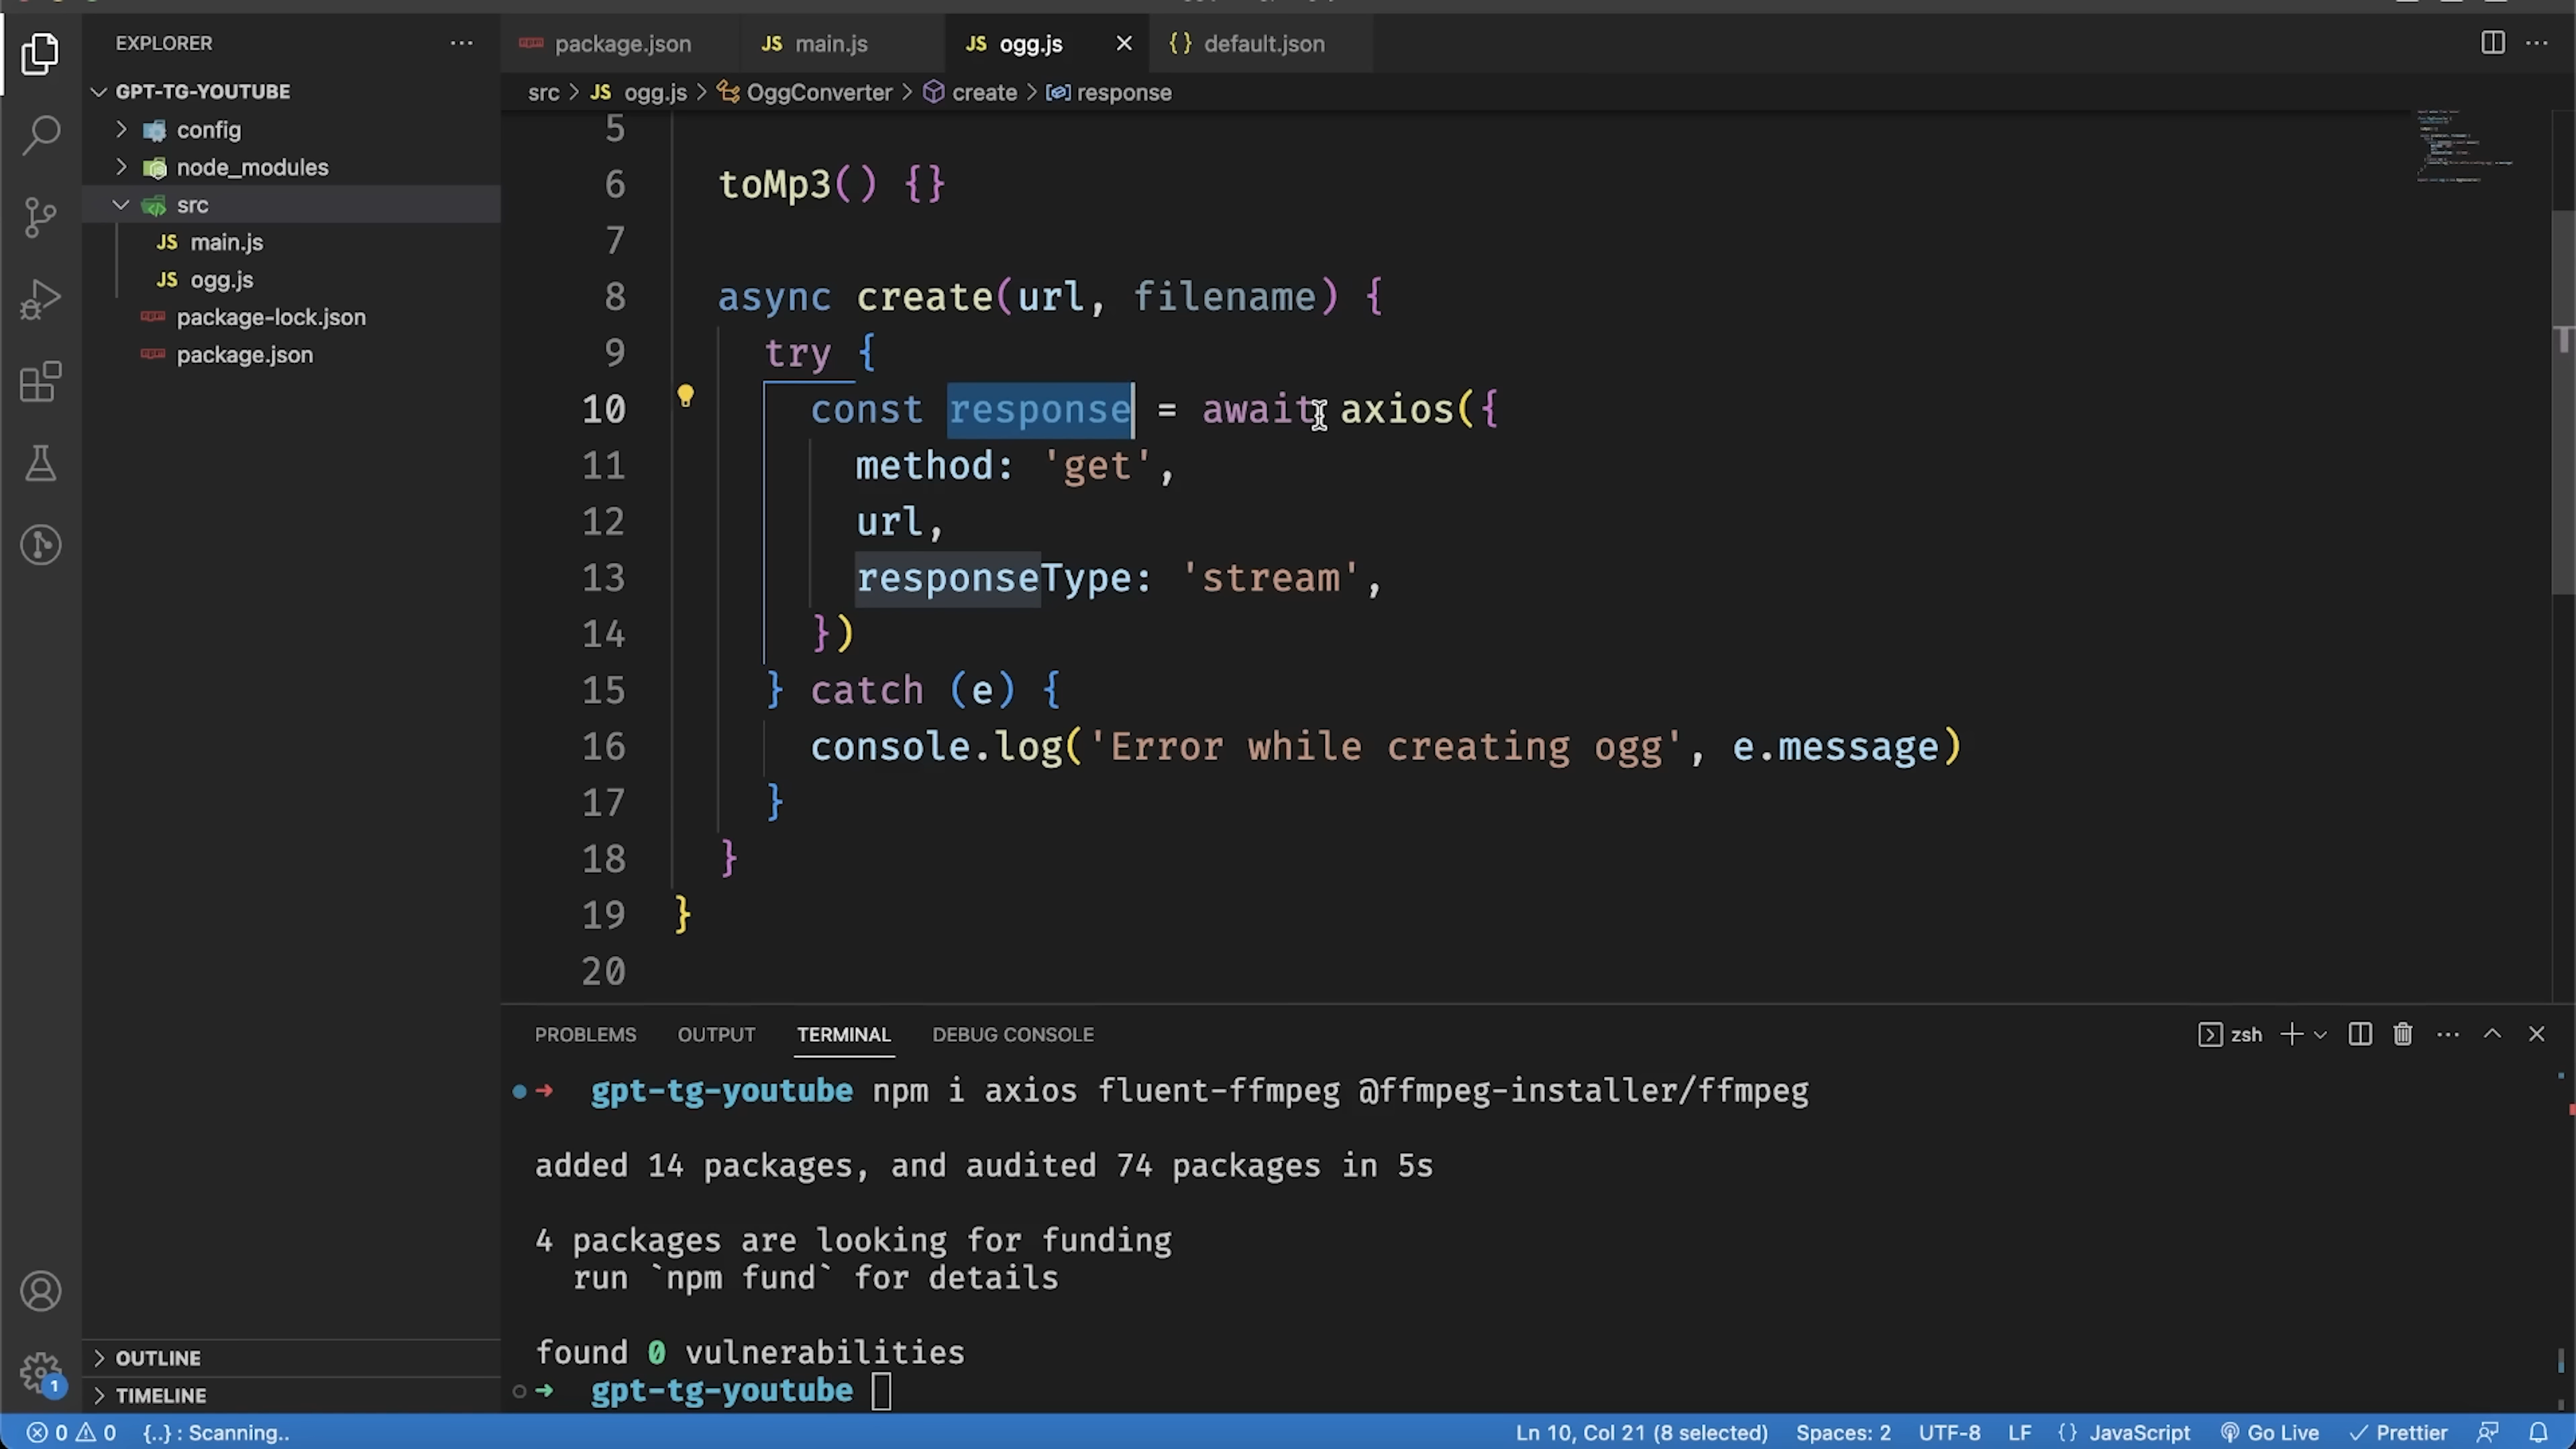 EXPLORER
GPT-TG-YOUTUBE
config
node_modules
src
JS main.js
JS ogg.js
package-lock.json
package.json
OUTLINE
TIMELINE
package.json
JS main.js
JS ogg.js
{} default.json
src > JS ogg.js > OggConverter > create > response
5
6 toMp3() {}
7
8 async create(url, filename) {
9 try {
10 const response = await axios({
11 method: 'get',
12 url,
13 responseType: 'stream',
14 })
15 } catch (e) {
16 console.log('Error while creating ogg', e.message)
17 }
18 }
19 }
20
PROBLEMS OUTPUT TERMINAL DEBUG CONSOLE
zsh
gpt-tg-youtube npm i axios fluent-ffmpeg @ffmpeg-installer/ffmpeg
added 14 packages, and audited 74 packages in 5s
4 packages are looking for funding
run `npm fund` for details
found 0 vulnerabilities
gpt-tg-youtube
1
0 0 {..} : Scanning.. Ln 10, Col 21 (8 selected) Spaces: 2 UTF-8 LF {} JavaScript Go Live Prettier